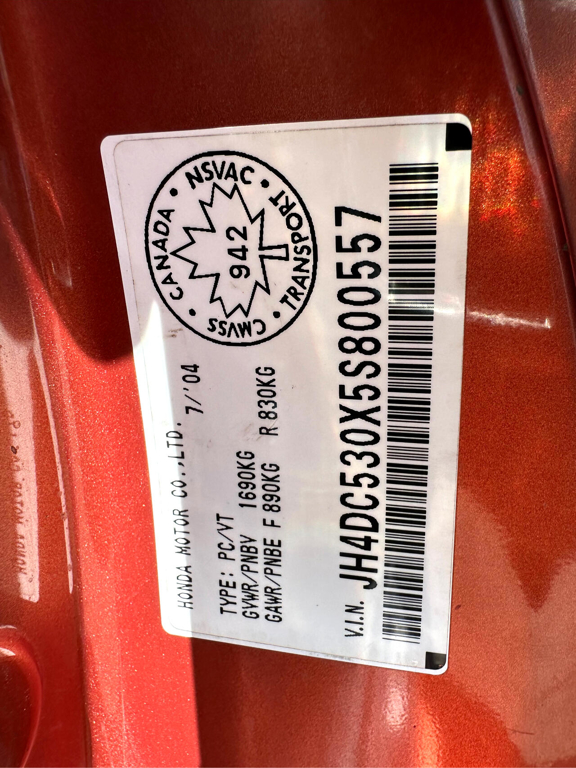 HONDA MOTOR CO.,LTD. 7/'04
TYPE: PC/VT
GVWR/PNBV 1690KG
GAWR/PNBE F 890KG R 830KG
V.I.N. JH4DC530X5S800557
CANADA • NSVAC • TRANSPORT • CMVSS •
942